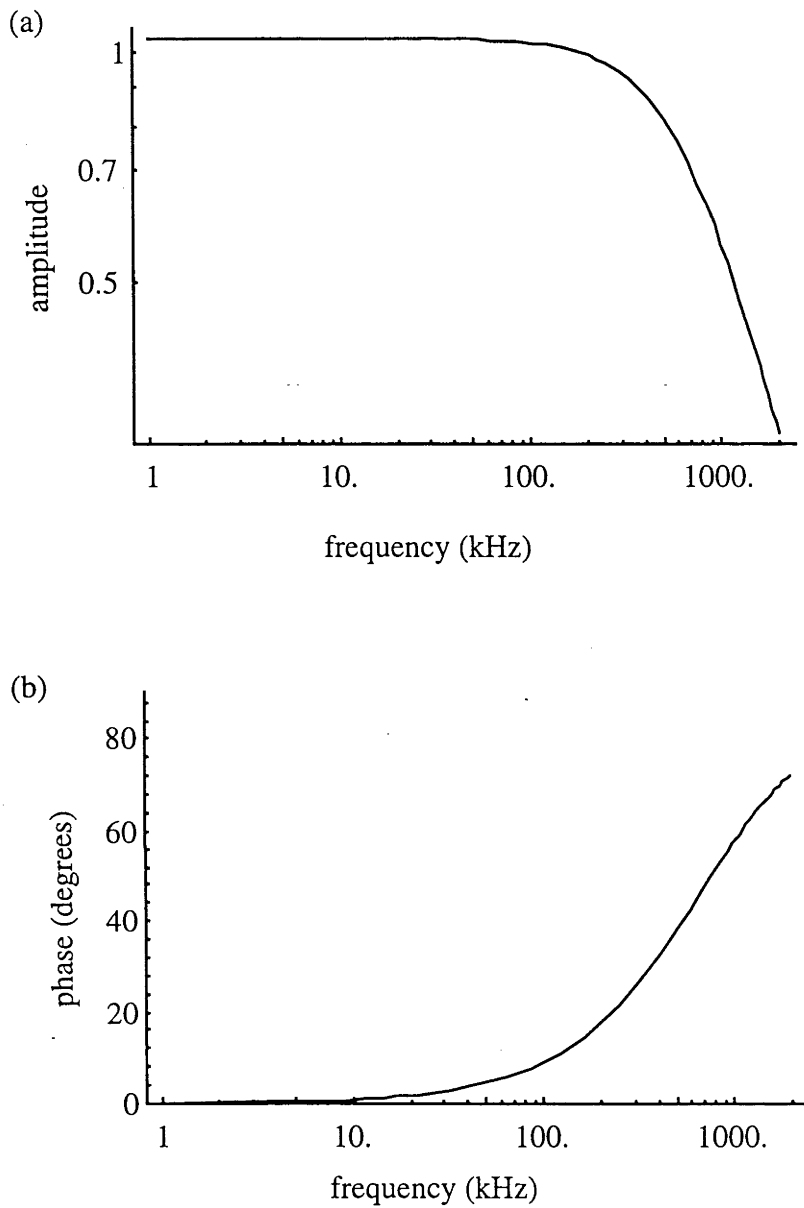 (a)
amplitude
1
0.7
0.5
1 10. 100. 1000.
frequency (kHz)
(b)
phase (degrees)
80
60
40
20
0
1 10. 100. 1000.
frequency (kHz)